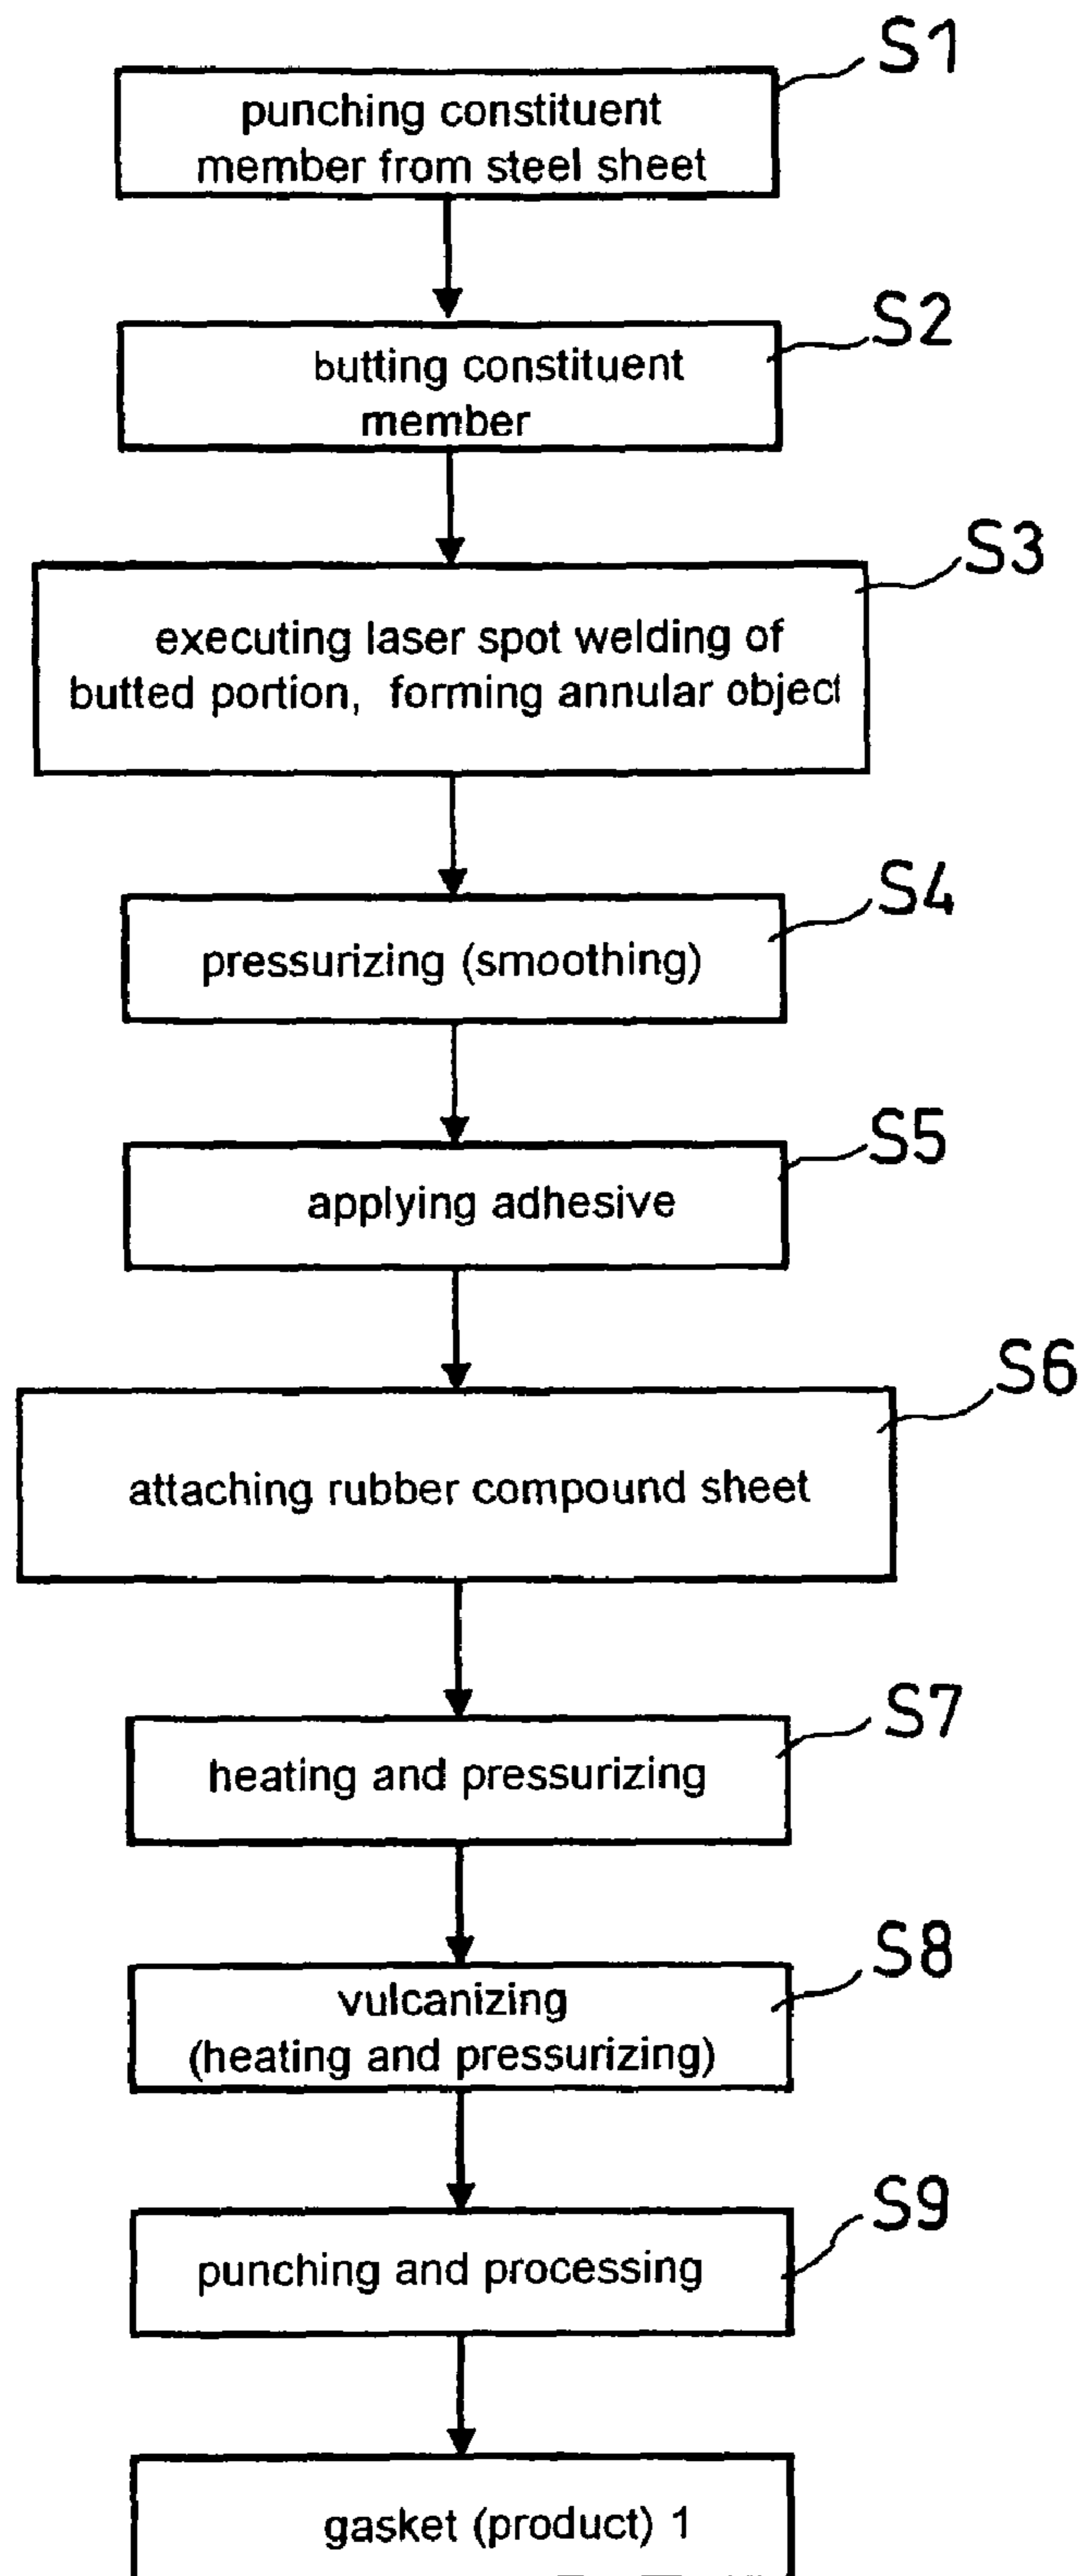 S1
punching constituent
member from steel sheet
S2
butting constituent
member
S3
executing laser spot welding of
butted portion, forming annular object
S4
pressurizing (smoothing)
S5
applying adhesive
S6
attaching rubber compound sheet
S7
heating and pressurizing
S8
vulcanizing
(heating and pressurizing)
S9
punching and processing
gasket (product) 1